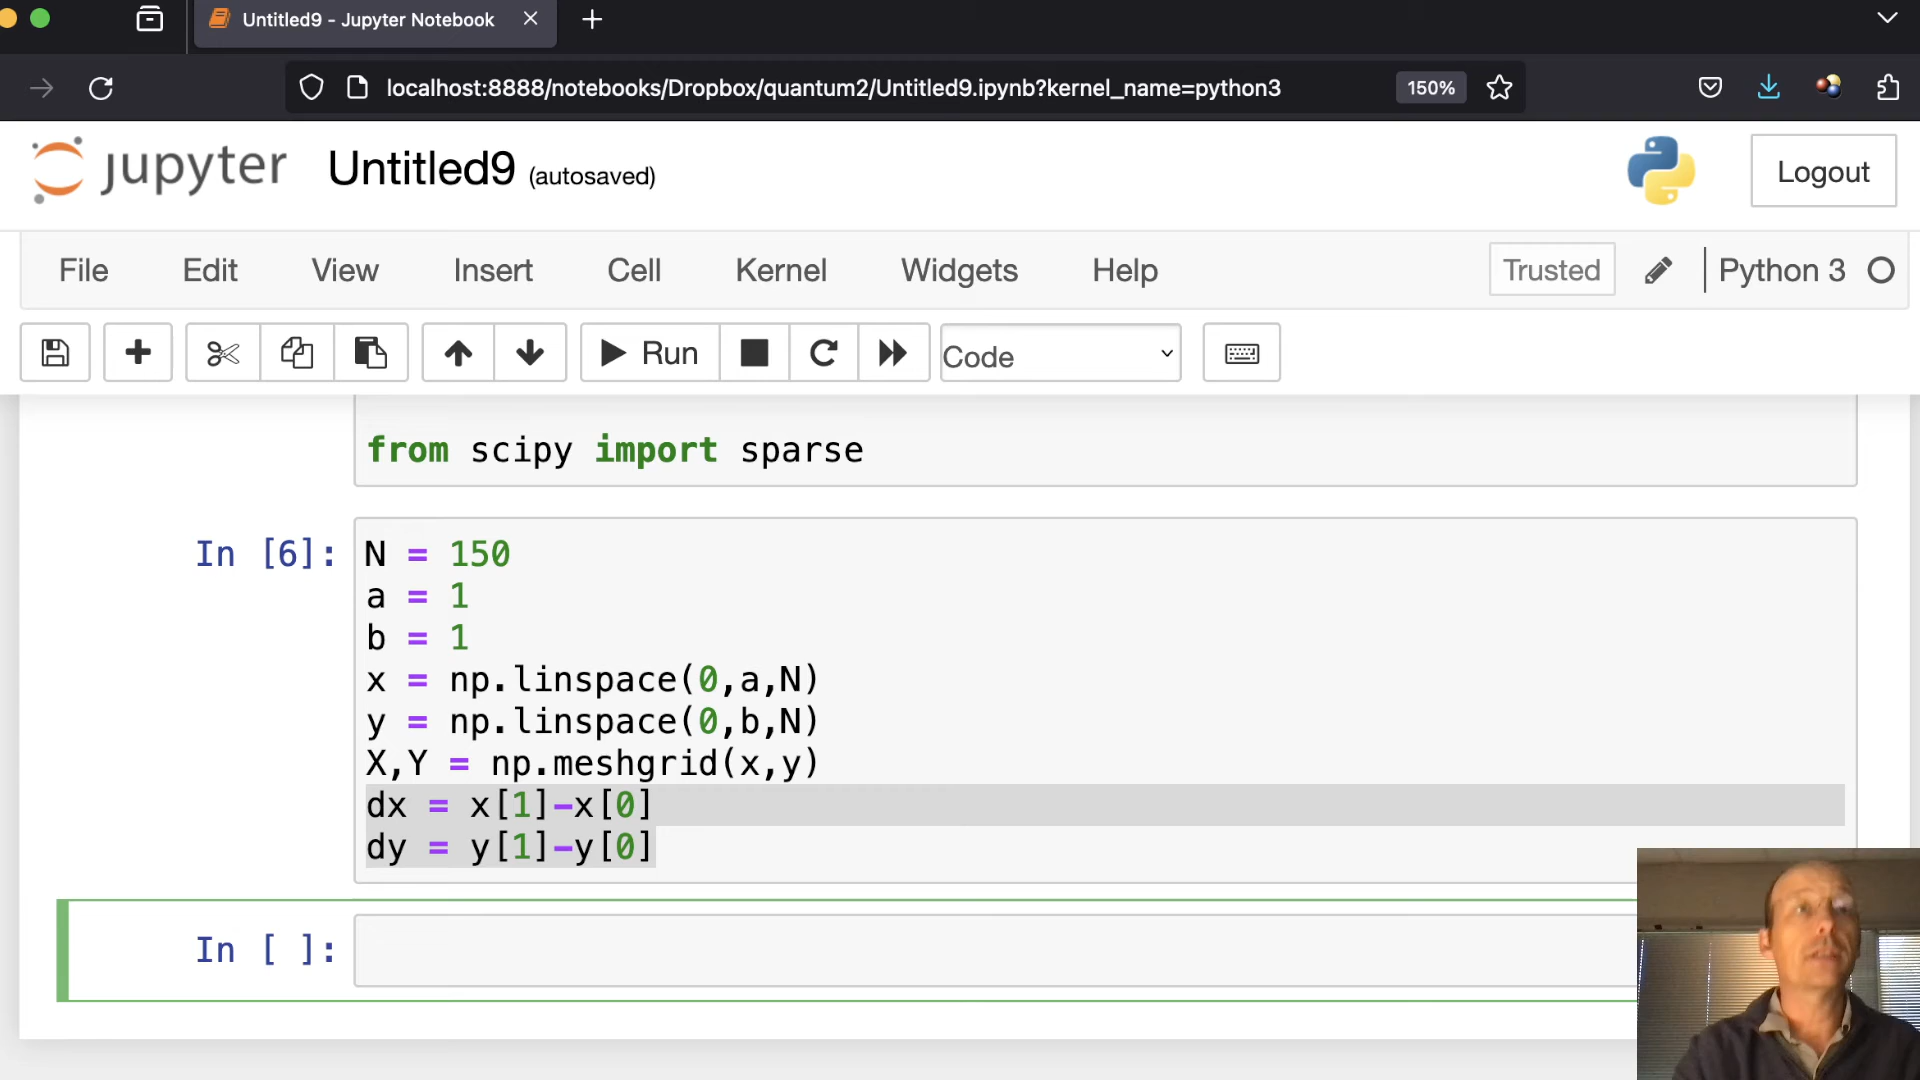 Untitled9 - Jupyter Notebook
localhost:8888/notebooks/Dropbox/quantum2/Untitled9.ipynb?kernel_name=python3
150%
jupyter
Untitled9 (autosaved)
Logout
File Edit View Insert Cell Kernel Widgets Help
Trusted
Python 3
Run
Code
from scipy import sparse
In [6]:
N = 150
a = 1
b = 1
x = np.linspace(0,a,N)
y = np.linspace(0,b,N)
X,Y = np.meshgrid(x,y)
dx = x[1]-x[0]
dy = y[1]-y[0]
In [ ]: